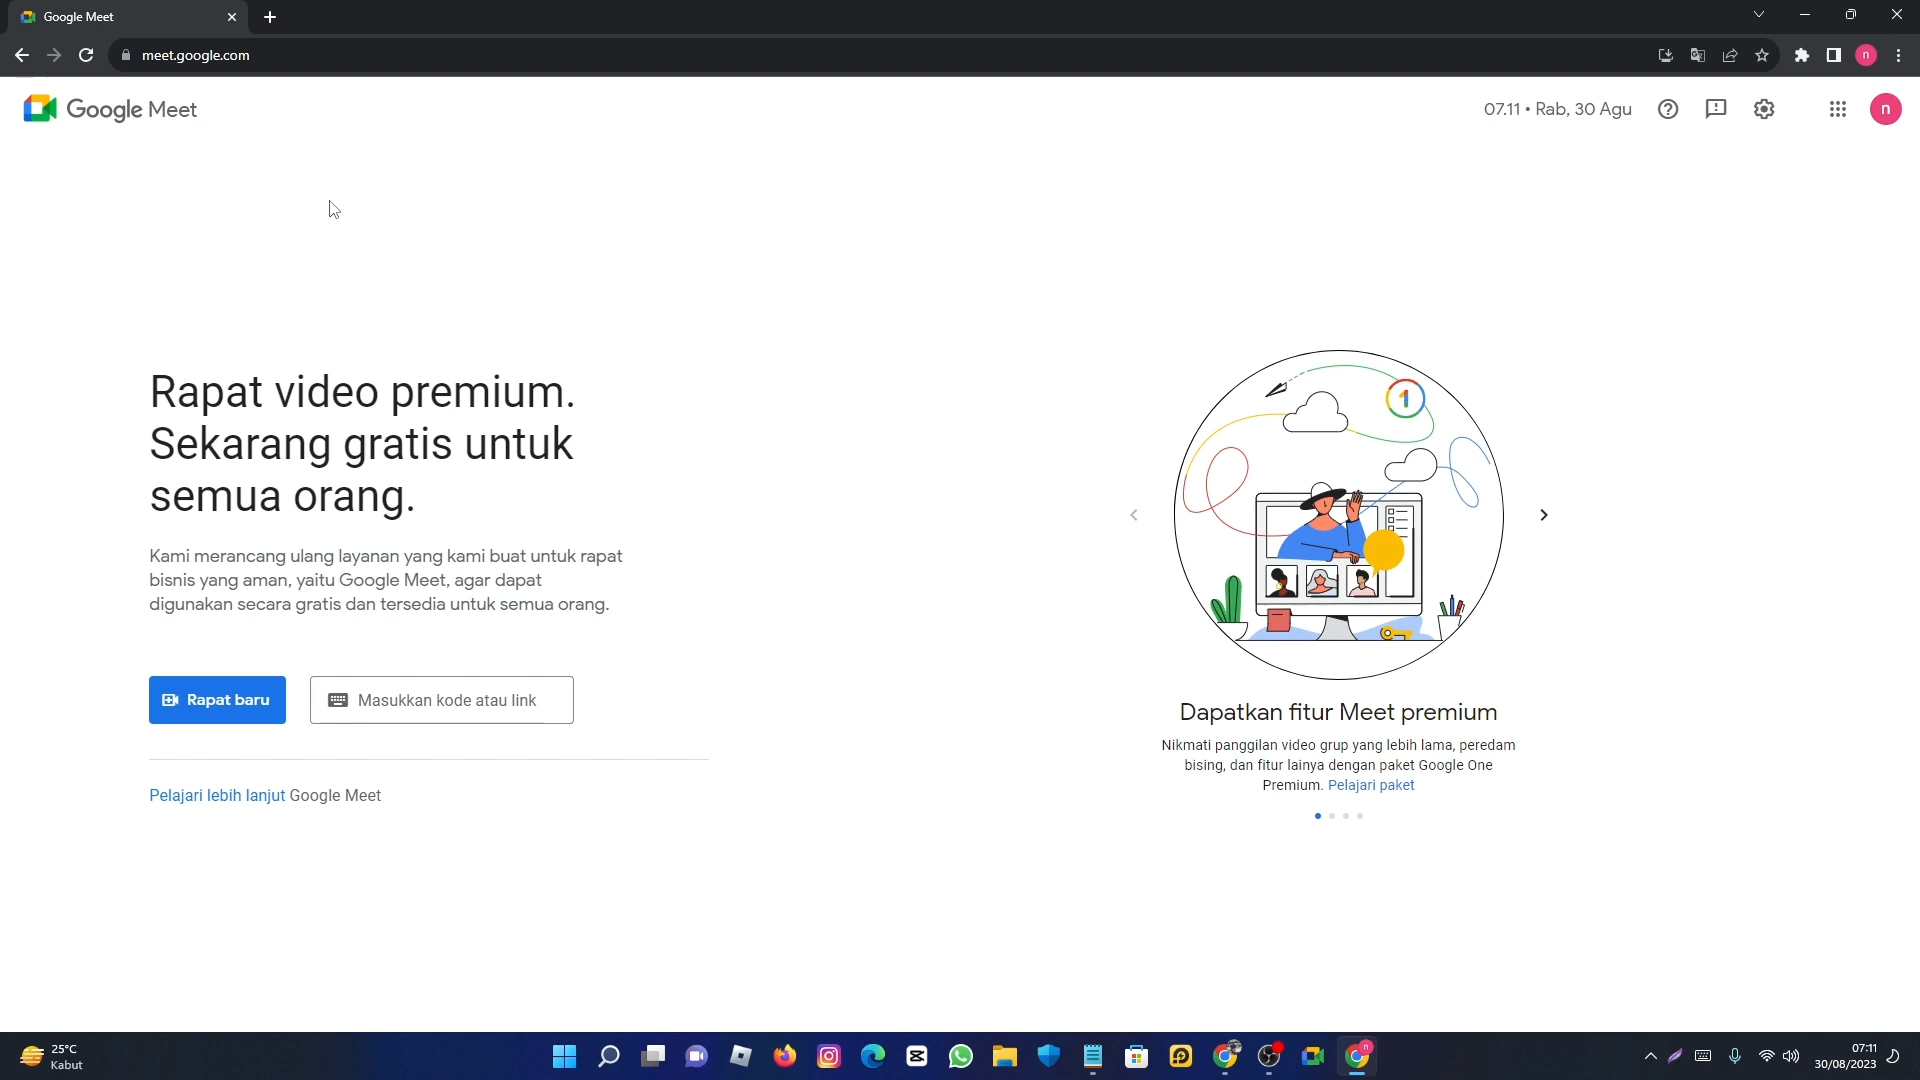 Google Meet
meet.google.com
n
Google Meet
07.11 • Rab, 30 Agu
n
Rapat video premium.
Sekarang gratis untuk
semua orang.
Kami merancang ulang layanan yang kami buat untuk rapat
bisnis yang aman, yaitu Google Meet, agar dapat
digunakan secara gratis dan tersedia untuk semua orang.
Rapat baru
Masukkan kode atau link
Pelajari lebih lanjut Google Meet
1
Dapatkan fitur Meet premium
Nikmati panggilan video grup yang lebih lama, peredam
bising, dan fitur lainya dengan paket Google One
Premium. Pelajari paket
25°C
Kabut
n
07:11
30/08/2023